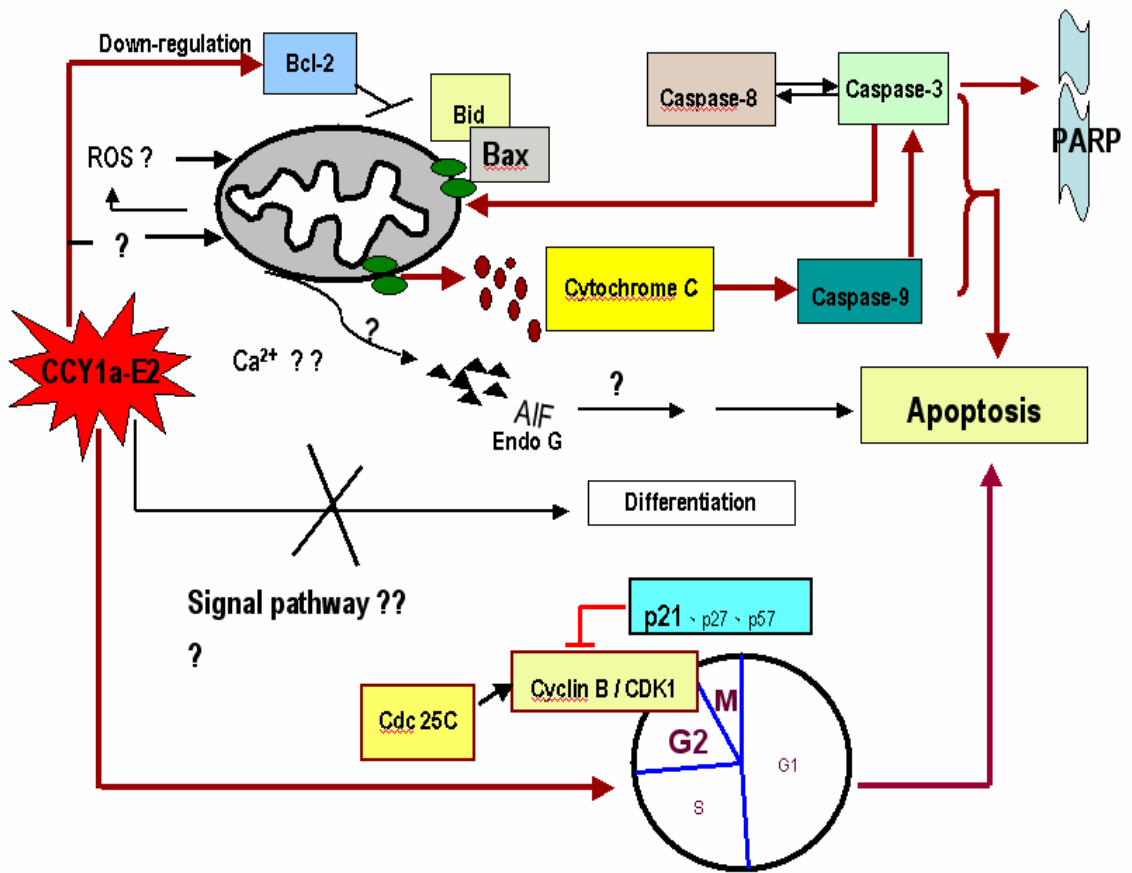 Down-regulation
Bcl-2
Bid
Bax
Caspase-8
Caspase-3
PARP
ROS ?
?
Cytochrome C
Caspase-9
?
CCY1a-E2
Ca²⁺ ? ?
?
AIF
Endo G
Apoptosis
Differentiation
Signal pathway ??
?
p21、p27、p57
Cyclin B / CDK1
Cdc 25C
M
G2
G1
S